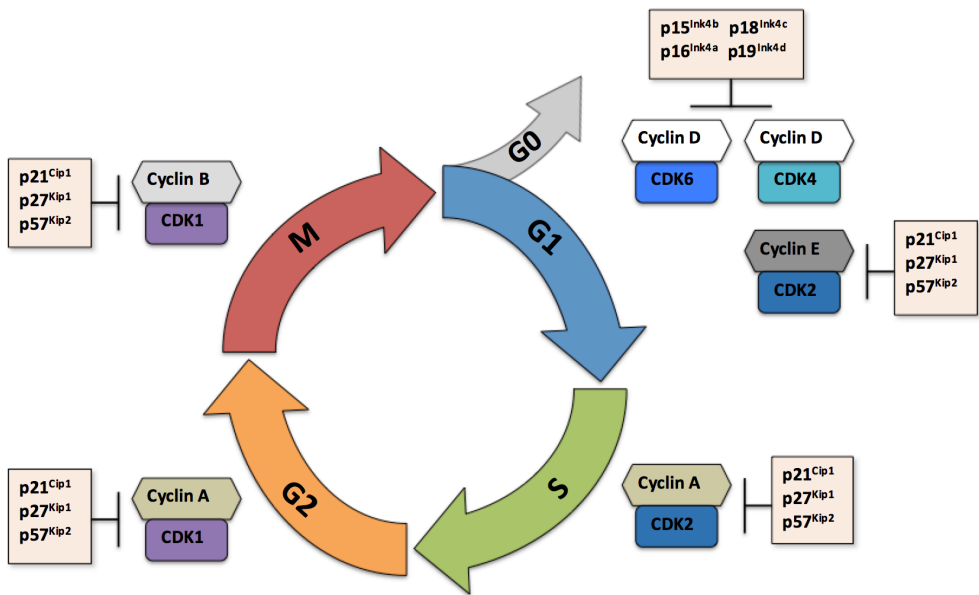 p15Ink4b p18Ink4c
p16Ink4a p19Ink4d
G0
Cyclin D
CDK6
Cyclin D
CDK4
p21Cip1
p27Kip1
p57Kip2
Cyclin B
CDK1
M
G1
Cyclin E
CDK2
p21Cip1
p27Kip1
p57Kip2
p21Cip1
p27Kip1
p57Kip2
Cyclin A
CDK1
G2
S
Cyclin A
CDK2
p21Cip1
p27Kip1
p57Kip2